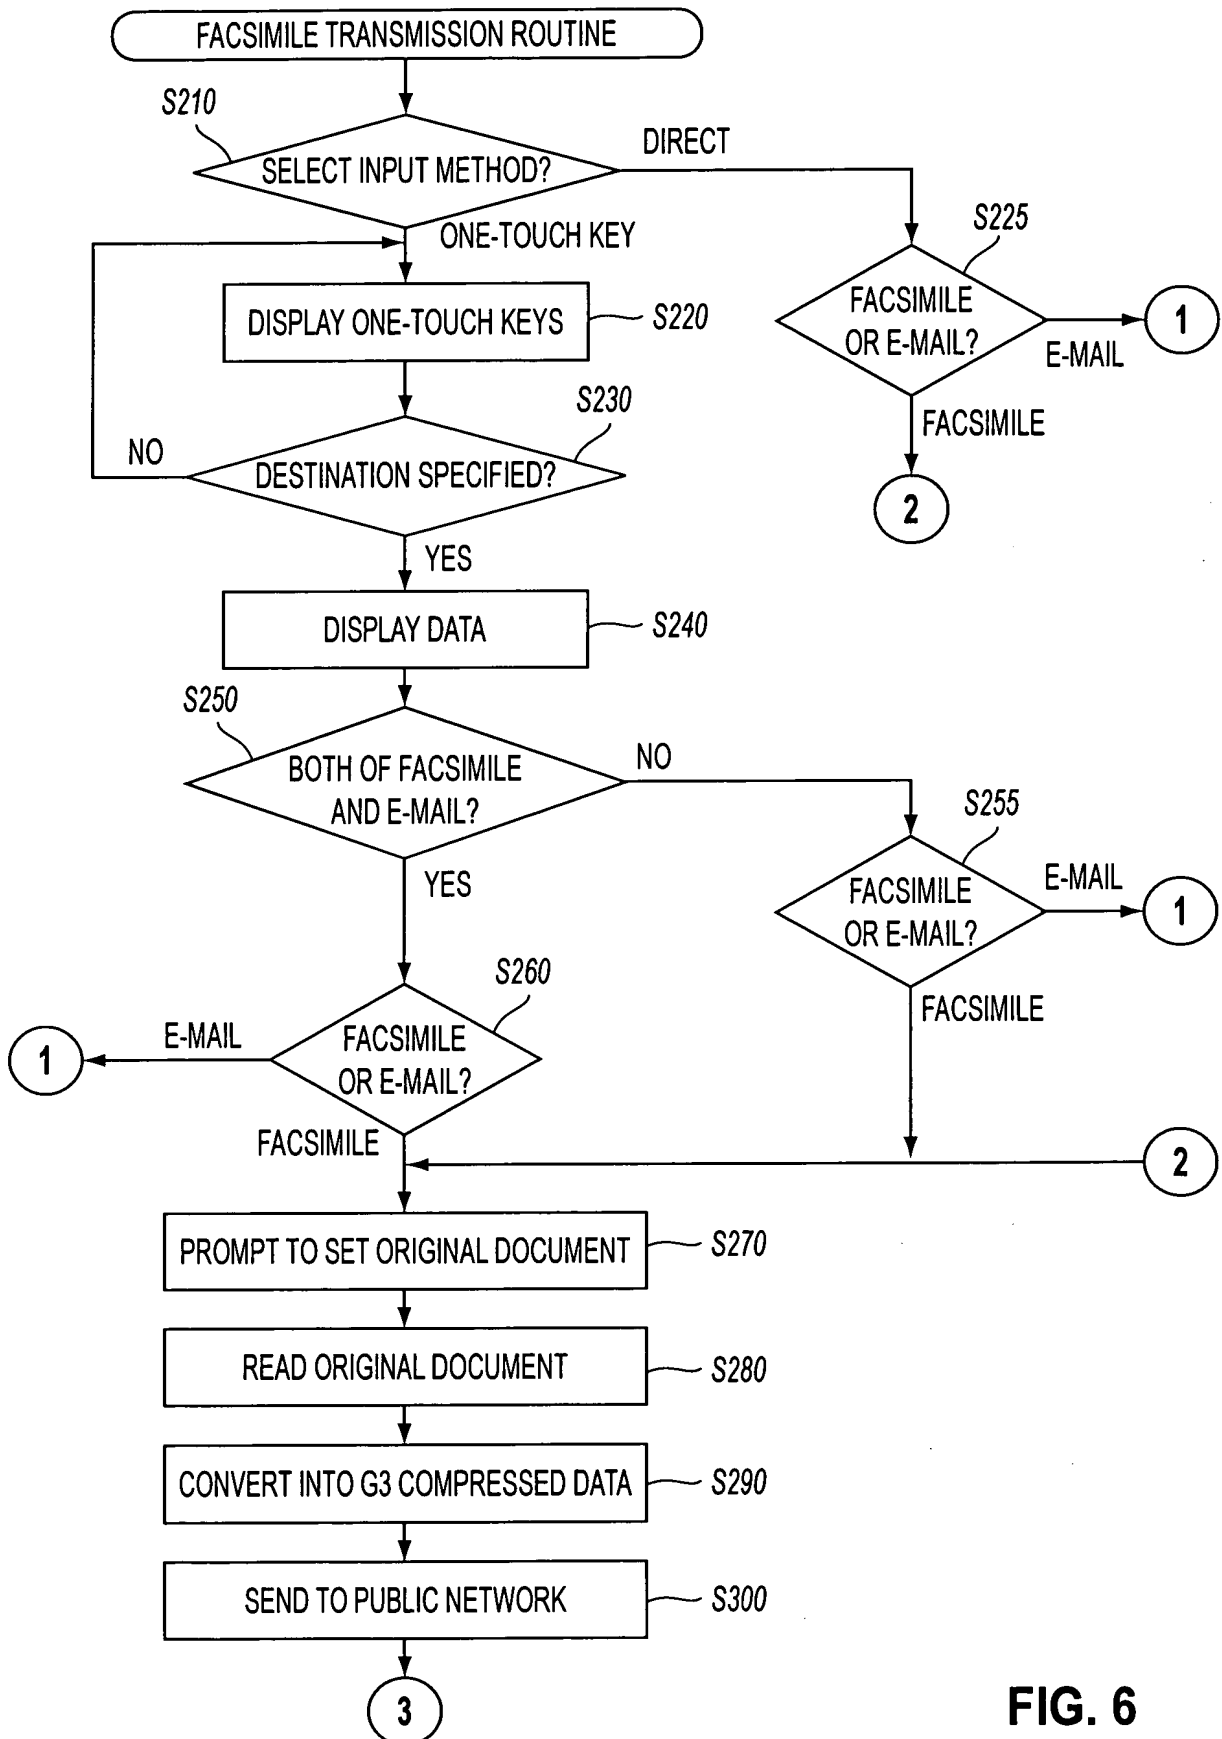 FACSIMILE TRANSMISSION ROUTINE
S210
SELECT INPUT METHOD?
DIRECT
ONE-TOUCH KEY
S225
FACSIMILE
OR E-MAIL?
E-MAIL
1
FACSIMILE
2
DISPLAY ONE-TOUCH KEYS
S220
S230
DESTINATION SPECIFIED?
NO
YES
DISPLAY DATA
S240
S250
BOTH OF FACSIMILE
AND E-MAIL?
NO
YES
S255
FACSIMILE
OR E-MAIL?
E-MAIL
1
FACSIMILE
S260
FACSIMILE
OR E-MAIL?
E-MAIL
1
FACSIMILE
2
PROMPT TO SET ORIGINAL DOCUMENT
S270
READ ORIGINAL DOCUMENT
S280
CONVERT INTO G3 COMPRESSED DATA
S290
SEND TO PUBLIC NETWORK
S300
3
FIG. 6